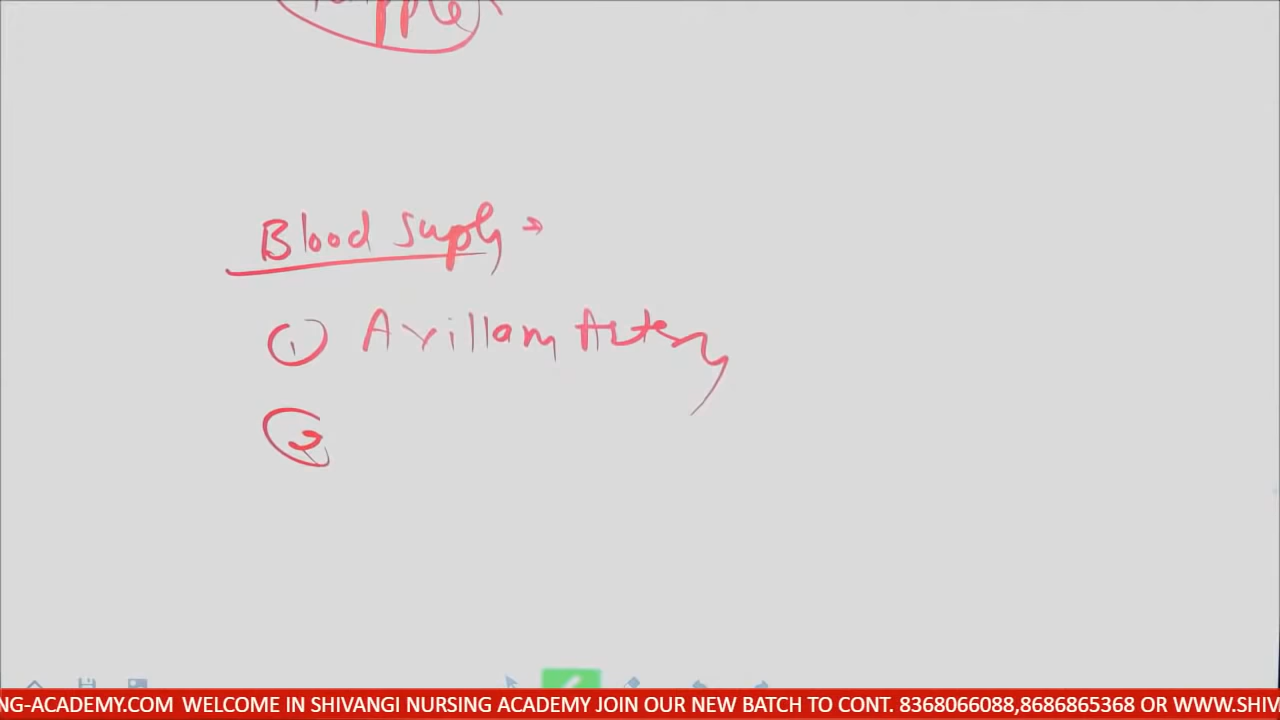 Blood Suply →
① Axillary Artery
②
NG-ACADEMY.COM WELCOME IN SHIVANGI NURSING ACADEMY JOIN OUR NEW BATCH TO CONT. 8368066088,8686865368 OR WWW.SHIV